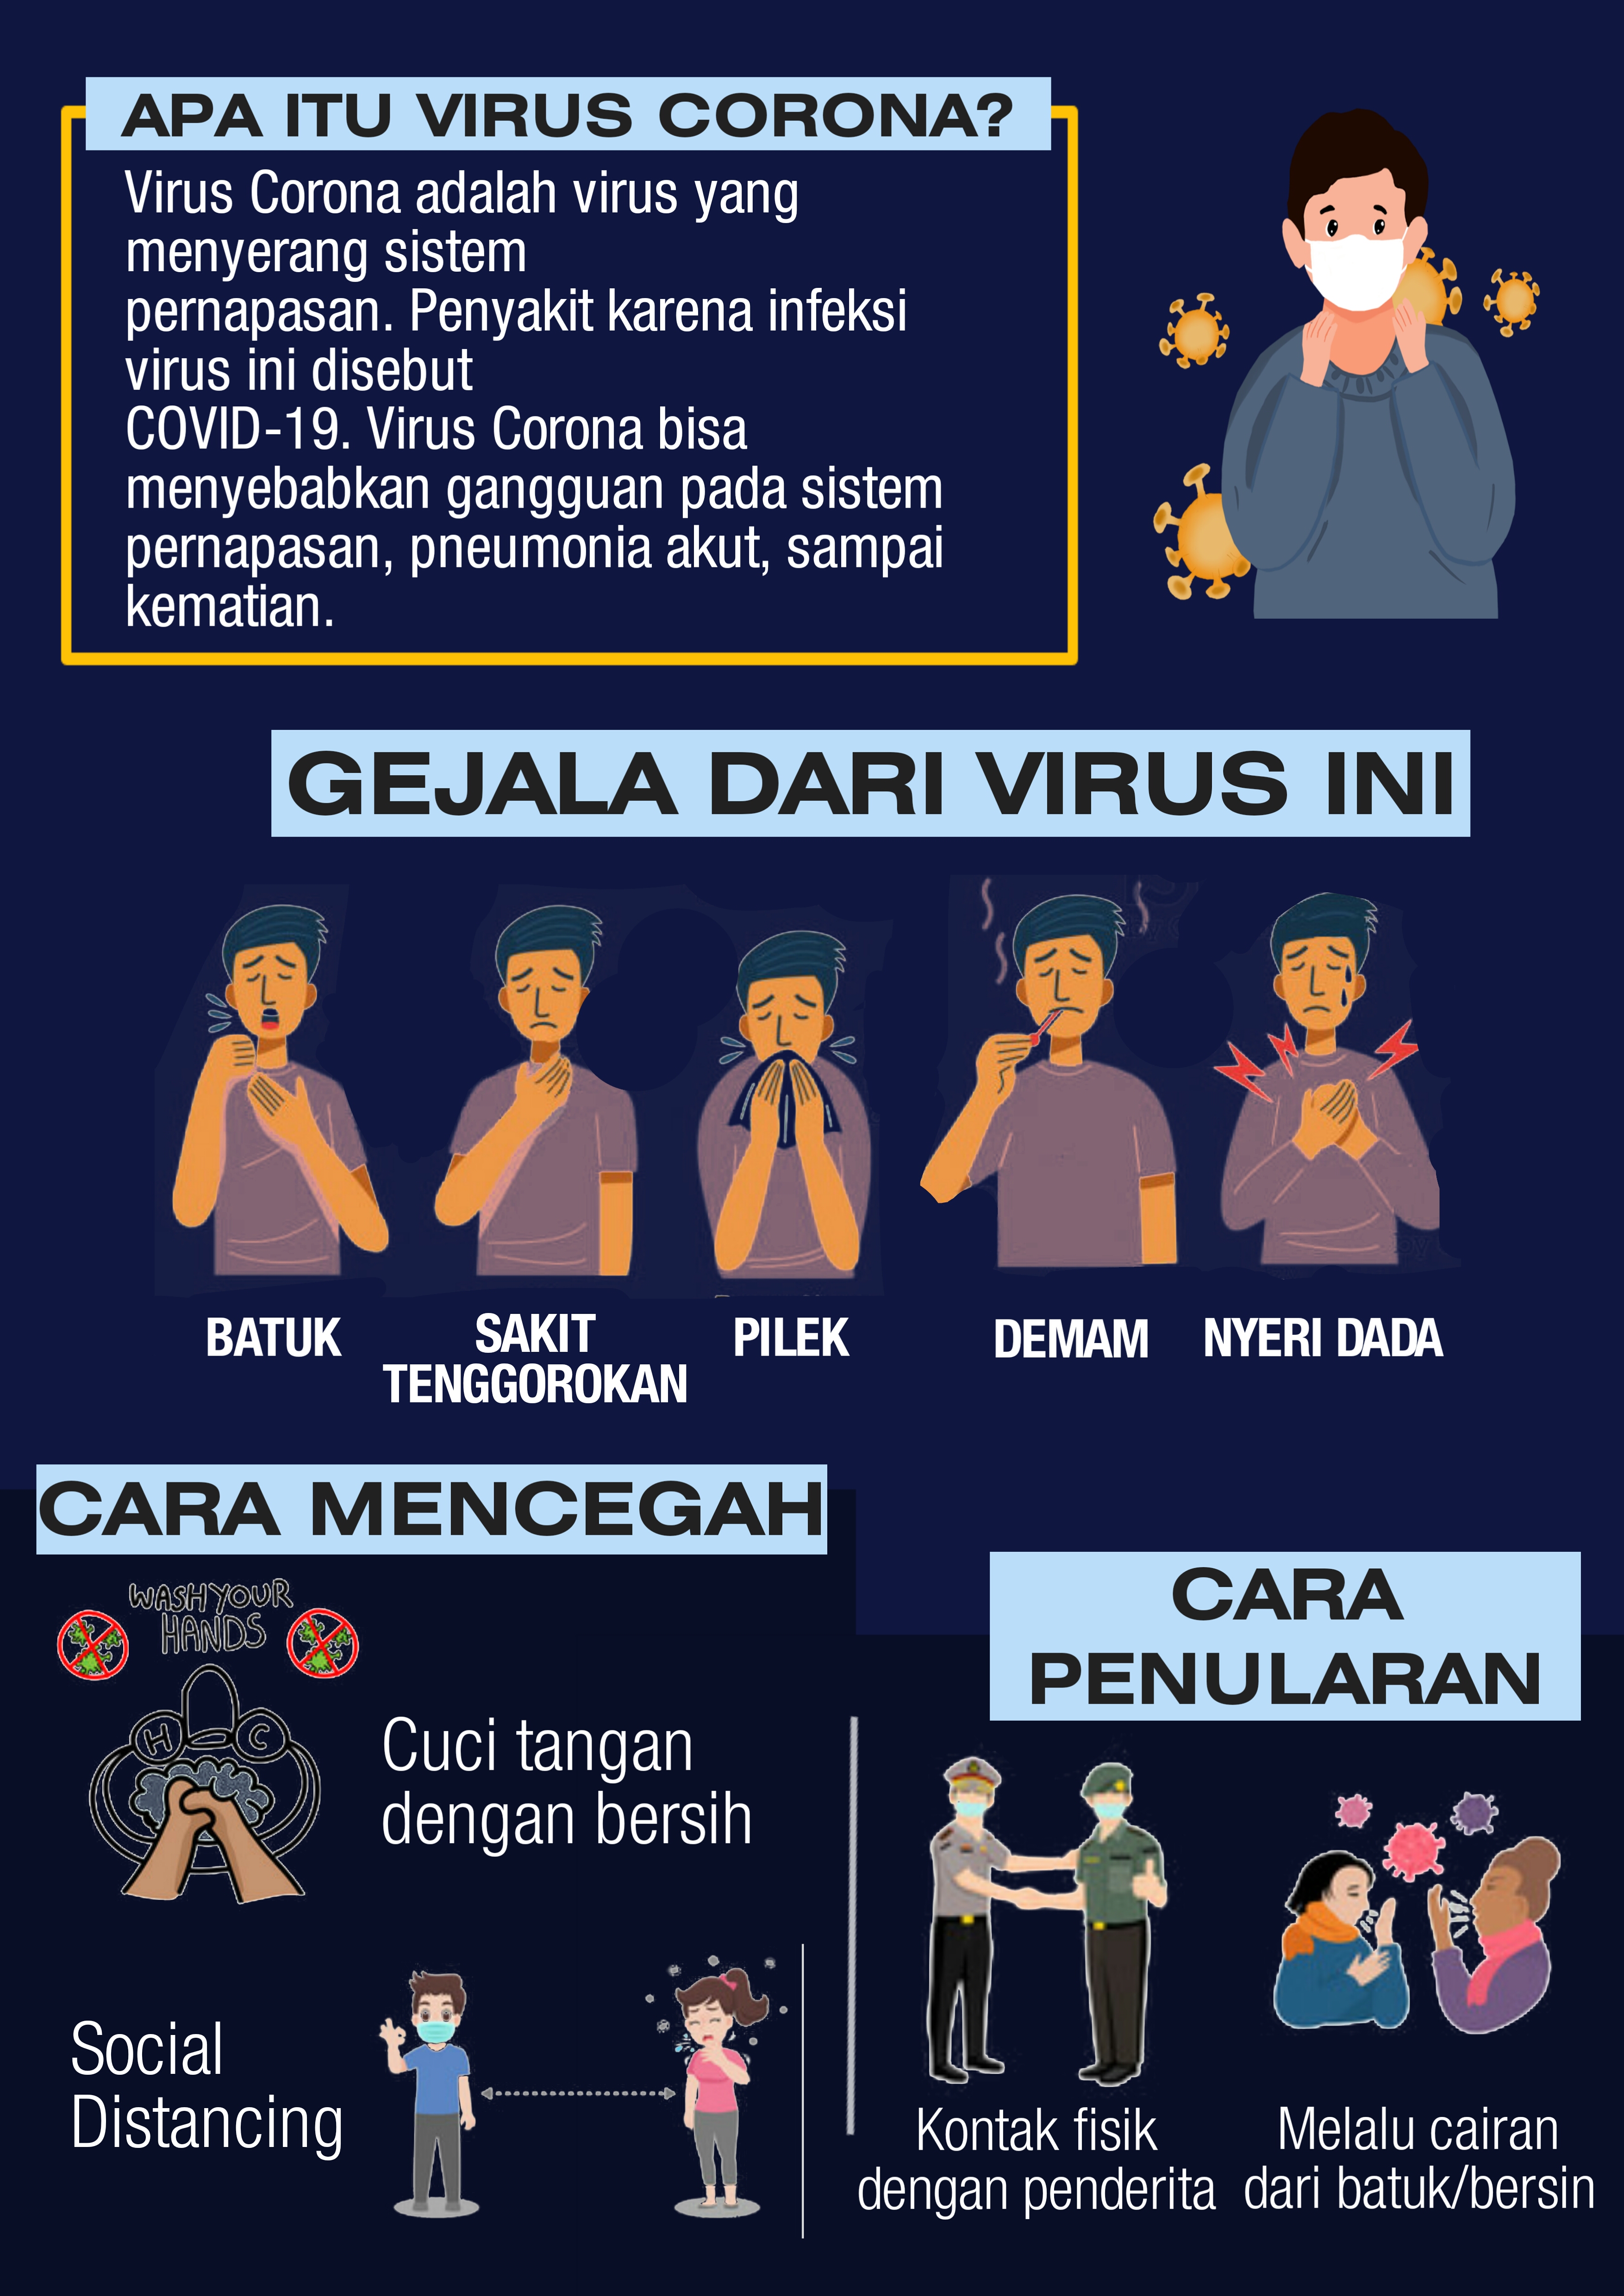 APA ITU VIRUS CORONA?
Virus Corona adalah virus yang
menyerang sistem
pernapasan. Penyakit karena infeksi
virus ini disebut
COVID-19. Virus Corona bisa
menyebabkan gangguan pada sistem
pernapasan, pneumonia akut, sampai
kematian.
GEJALA DARI VIRUS INI
BATUK
SAKIT
TENGGOROKAN
PILEK
DEMAM
NYERI DADA
CARA MENCEGAH
WASH YOUR
HANDS
H C
Cuci tangan
dengan bersih
Social
Distancing
CARA
PENULARAN
Kontak fisik
dengan penderita
Melalu cairan
dari batuk/bersin